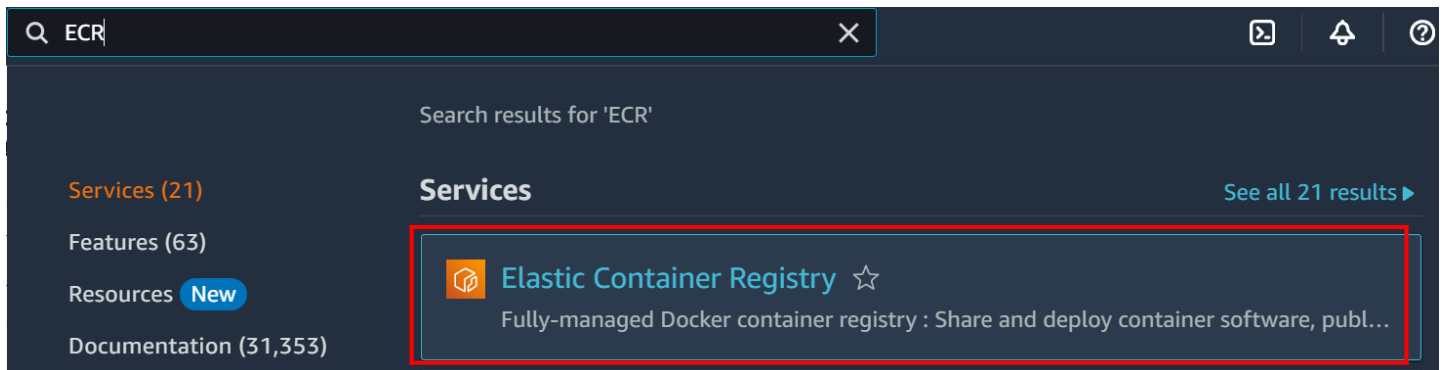 ECR
Search results for 'ECR'
Services (21)
Features (63)
Resources New
Documentation (31,353)
Services
See all 21 results
Elastic Container Registry
Fully-managed Docker container registry : Share and deploy container software, publ...